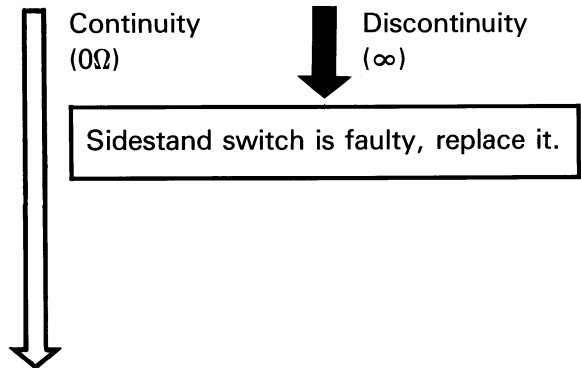 Continuity
(0Ω)
Discontinuity
(∞)
Sidestand switch is faulty, replace it.